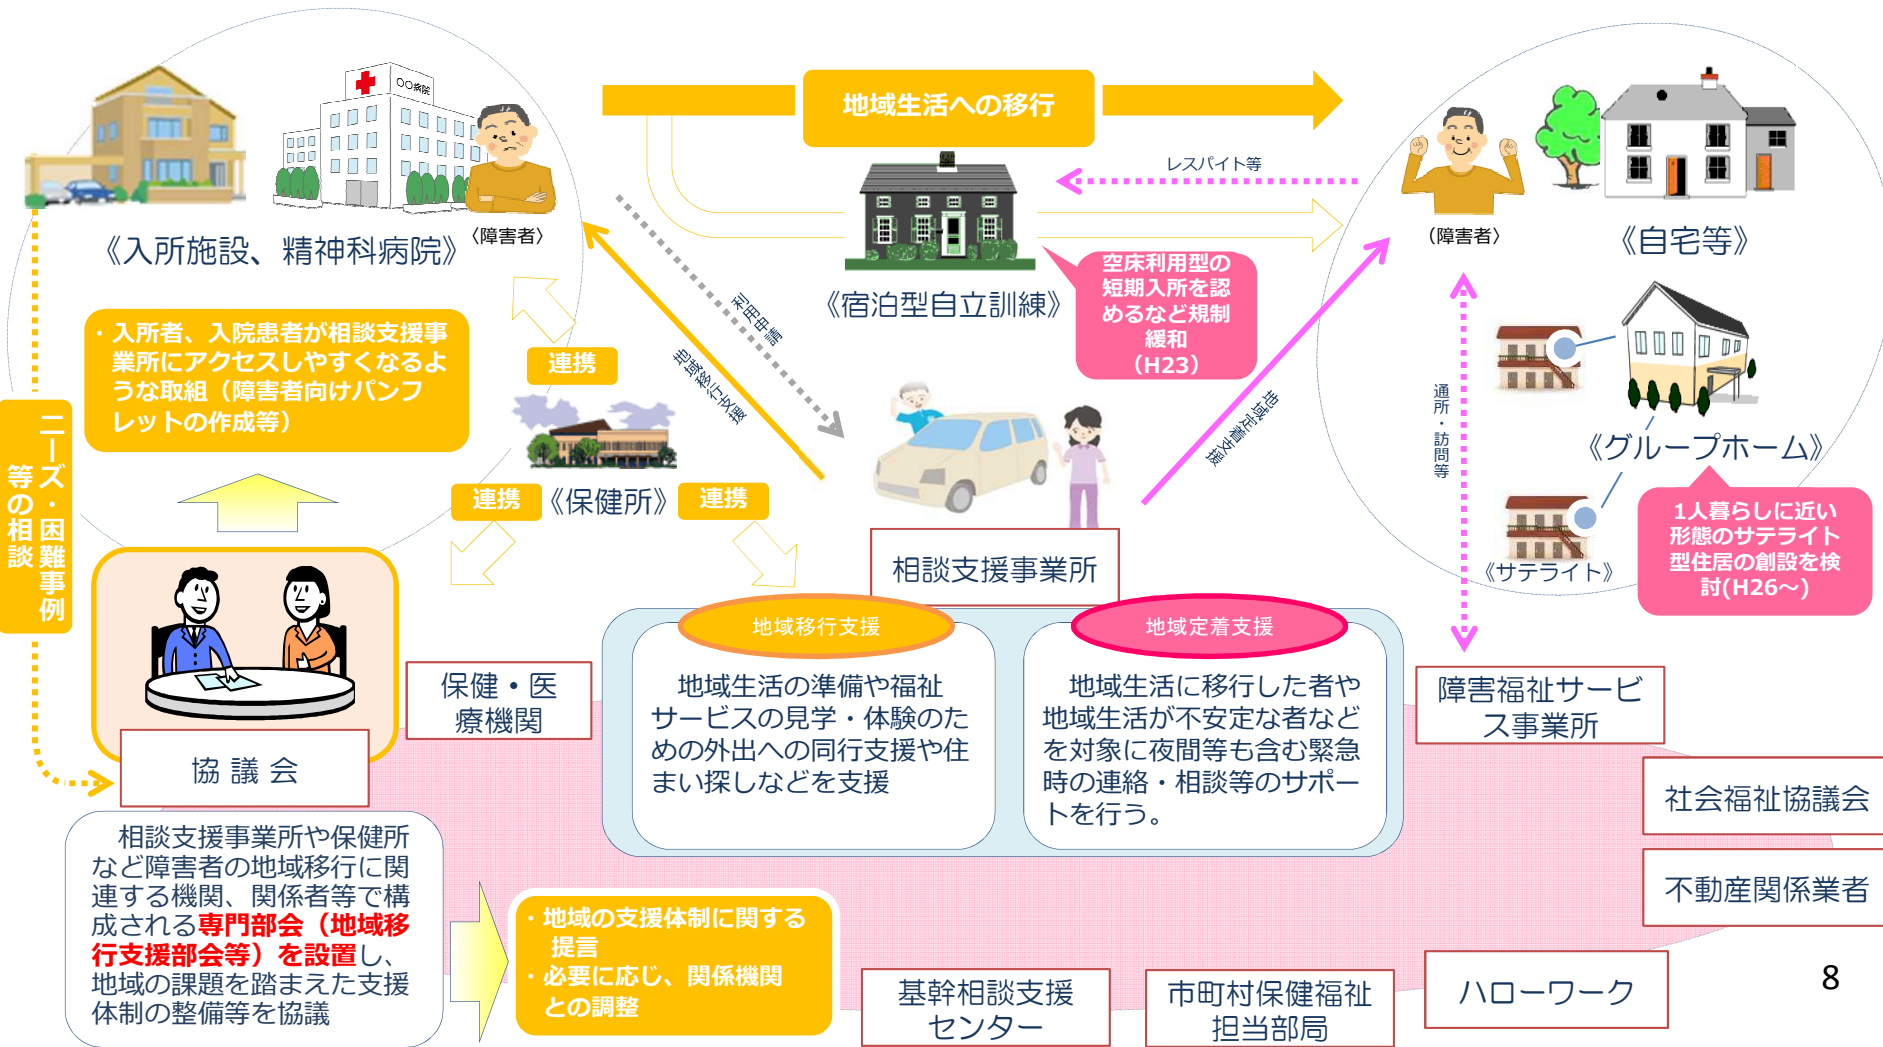 〇〇病院
〈障害者〉
《入所施設、精神科病院》
地域生活への移行
レスパイト等
《宿泊型自立訓練》
空床利用型の
短期入所を認
めるなど規制
緩和
(H23)
(障害者〉
《自宅等》
・入所者、入院患者が相談支援事
業所にアクセスしやすくなるよ
うな取組（障害者向けパンフ
レットの作成等）
連携
利用申請
地域移行支援
地域定着支援
通所・訪問等
《グループホーム》
1人暮らしに近い
形態のサテライト
型住居の創設を検
討(H26～)
《サテライト》
ニーズ・困難事例
等の相談
連携
《保健所》
連携
相談支援事業所
地域移行支援
地域生活の準備や福祉
サービスの見学・体験のた
めの外出への同行支援や住
まい探しなどを支援
地域定着支援
地域生活に移行した者や
地域生活が不安定な者など
を対象に夜間等も含む緊急
時の連絡・相談等のサポー
トを行う。
保健・医
療機関
障害福祉サービ
ス事業所
協 議 会
社会福祉協議会
相談支援事業所や保健所
など障害者の地域移行に関
連する機関、関係者等で構
成される専門部会（地域移
行支援部会等）を設置し、
地域の課題を踏まえた支援
体制の整備等を協議
・地域の支援体制に関する
提言
・必要に応じ、関係機関
との調整
不動産関係業者
基幹相談支援
センター
市町村保健福祉
担当部局
ハローワーク
8